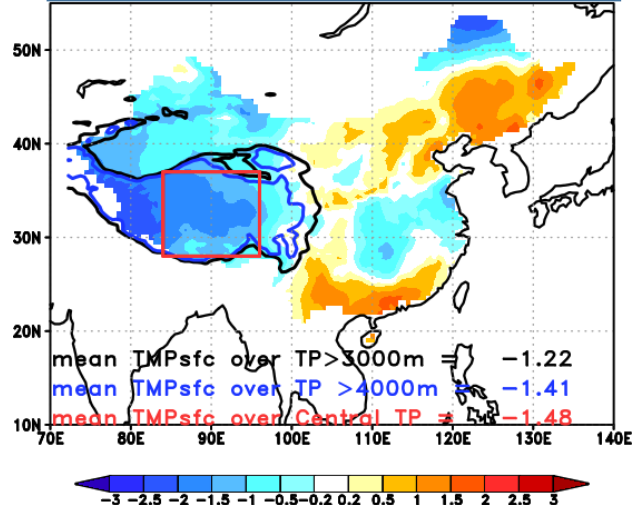 50N
40N
30N
20N
mean TMPsfc over TP>3000m = -1.22
mean TMPsfc over TP >4000m = -1.41
mean TMPsfc over Central TP = -1.48
10N
70E 80E 90E 100E 110E 120E 130E 140E
-3 -2.5 -2 -1.5 -1 -0.5 -0.2 0.2 0.5 1 1.5 2 2.5 3